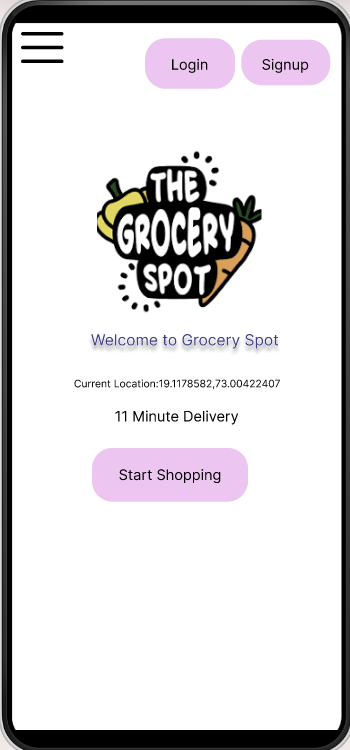 Login
Signup
THE
GROCERY
SPOT
Welcome to Grocery Spot
Current Location:19.1178582,73.00422407
11 Minute Delivery
Start Shopping